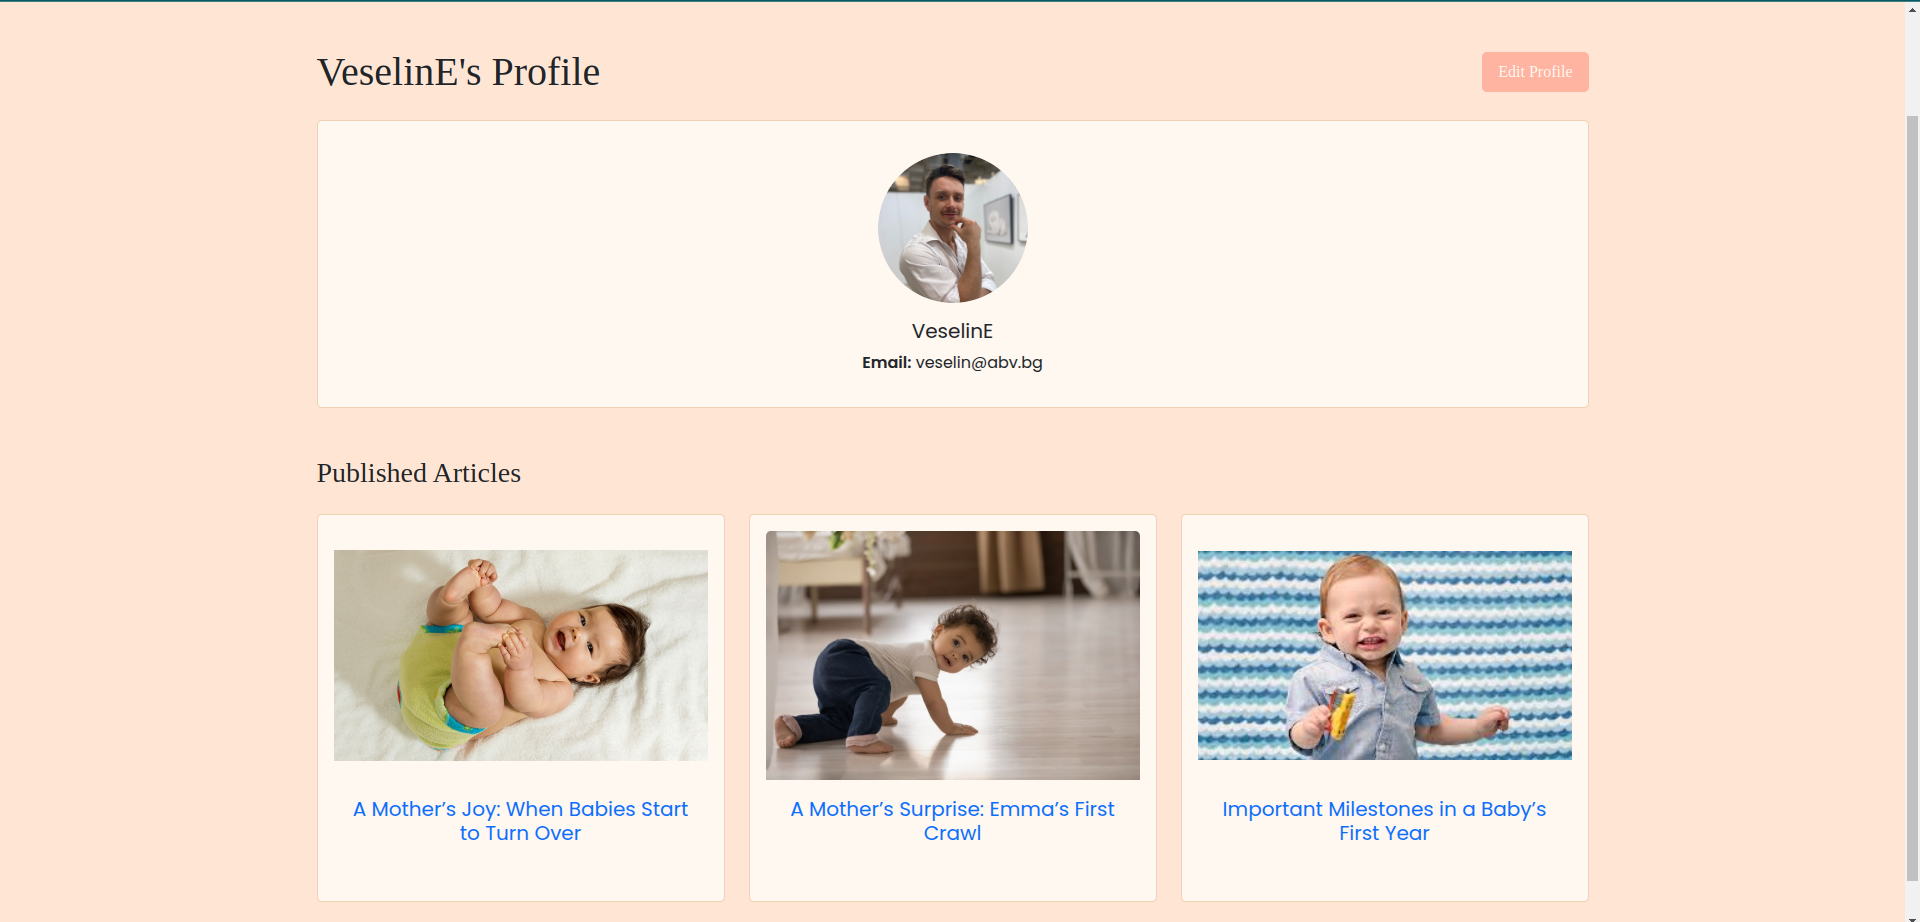 VeselinE's Profile
Edit Profile
VeselinE
Email: veselin@abv.bg
Published Articles
A Mother’s Joy: When Babies Start
to Turn Over
A Mother’s Surprise: Emma’s First
Crawl
Important Milestones in a Baby’s
First Year